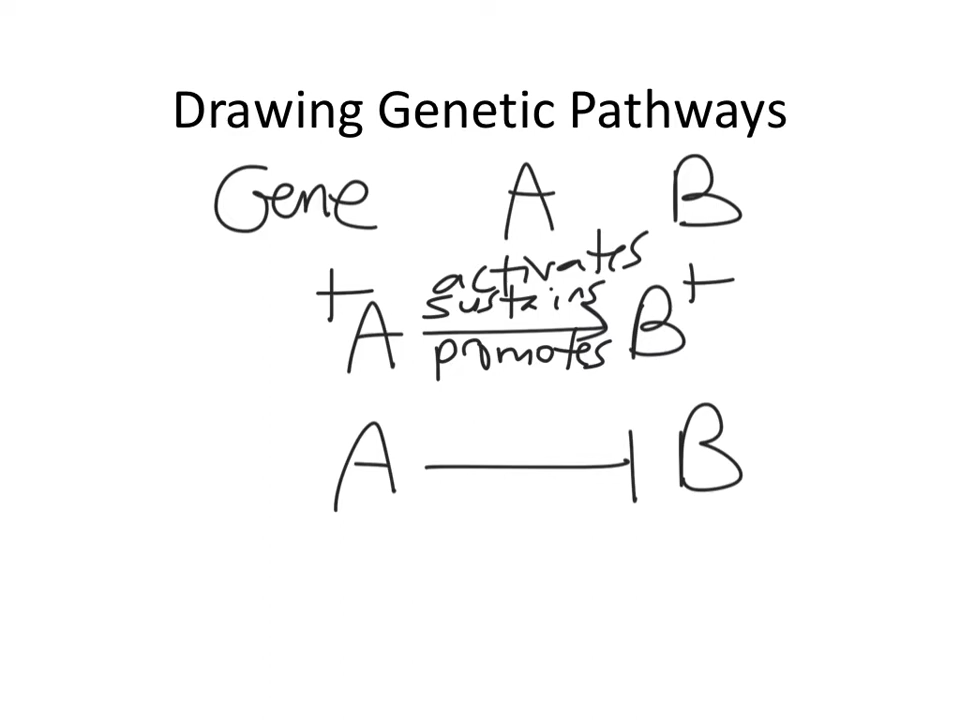 Drawing Genetic Pathways
Gene A B
activates
sustains
+A B+
promotes
A B